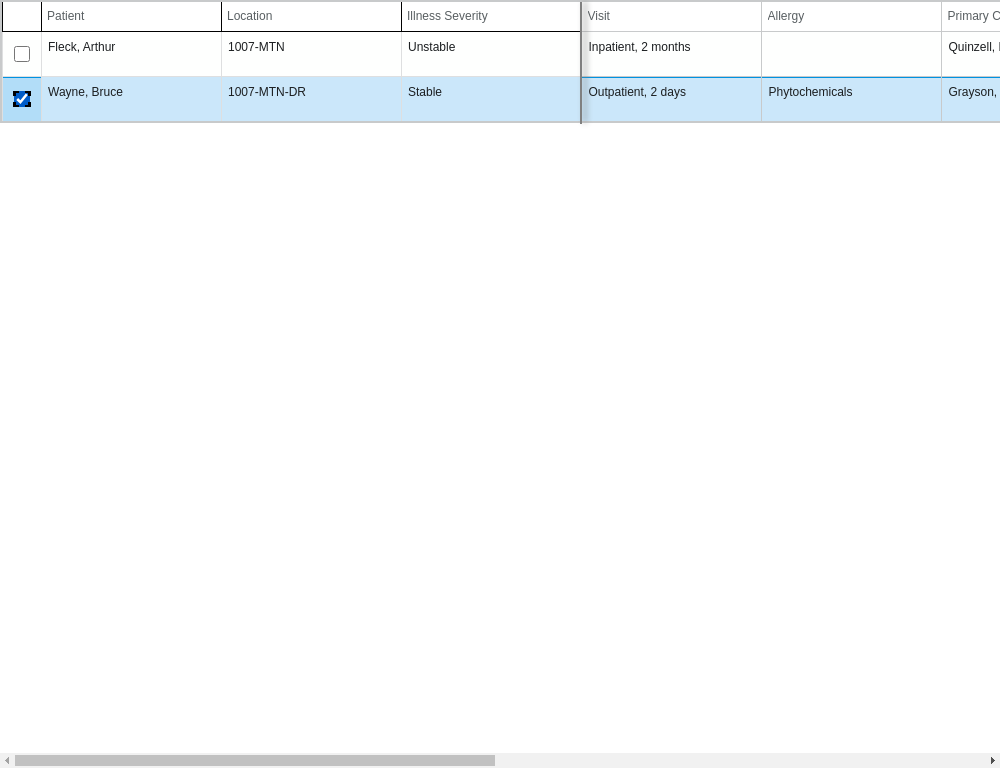 Patient Location Illness Severity Visit Allergy Primary
Fleck, Arthur 1007-MTN Unstable Inpatient, 2 months Quinzell,
Wayne, Bruce 1007-MTN-DR Stable Outpatient, 2 days Phytochemicals Grayson,